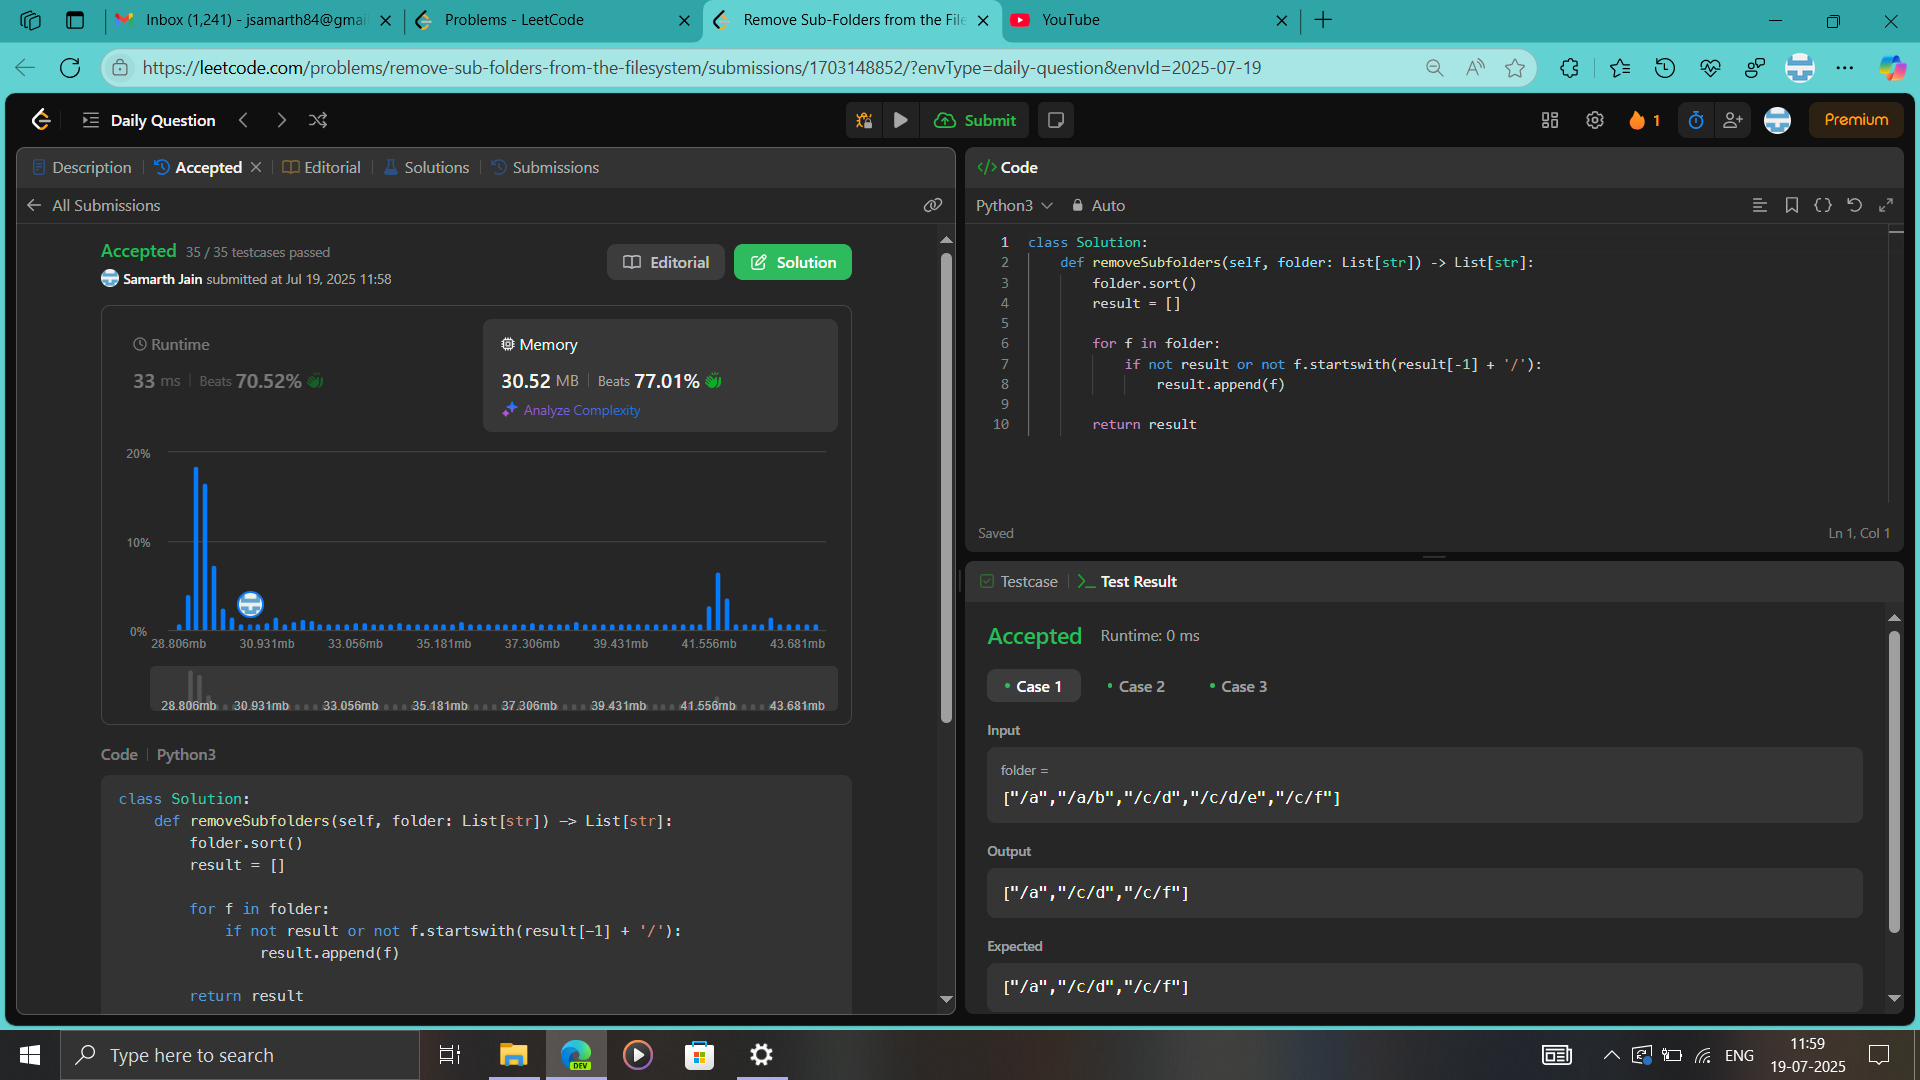 Inbox (1,241) - jsamarth84@gmai
Problems - LeetCode
Remove Sub-Folders from the File
YouTube
https://leetcode.com/problems/remove-sub-folders-from-the-filesystem/submissions/1703148852/?envType=daily-question&envId=2025-07-19
Daily Question
Submit
1
Premium
Description
Accepted
Editorial
Solutions
Submissions
All Submissions
Accepted 35 / 35 testcases passed
Samarth Jain submitted at Jul 19, 2025 11:58
Editorial
Solution
Runtime
33 ms | Beats 70.52%
Memory
30.52 MB | Beats 77.01%
Analyze Complexity
20%
10%
0%
28.806mb 30.931mb 33.056mb 35.181mb 37.306mb 39.431mb 41.556mb 43.681mb
28.806mb 30.931mb 33.056mb 35.181mb 37.306mb 39.431mb 41.556mb 43.681mb
Code | Python3
class Solution:
    def removeSubfolders(self, folder: List[str]) -> List[str]:
        folder.sort()
        result = []
        for f in folder:
            if not result or not f.startswith(result[-1] + '/'):
                result.append(f)
        return result
</> Code
Python3
Auto
1 class Solution:
2     def removeSubfolders(self, folder: List[str]) -> List[str]:
3         folder.sort()
4         result = []
5
6         for f in folder:
7             if not result or not f.startswith(result[-1] + '/'):
8                 result.append(f)
9
10         return result
Saved
Ln 1, Col 1
Testcase
Test Result
Accepted Runtime: 0 ms
Case 1
Case 2
Case 3
Input
folder =
["/a","/a/b","/c/d","/c/d/e","/c/f"]
Output
["/a","/c/d","/c/f"]
Expected
["/a","/c/d","/c/f"]
Type here to search
DEV
ENG
11:59
19-07-2025